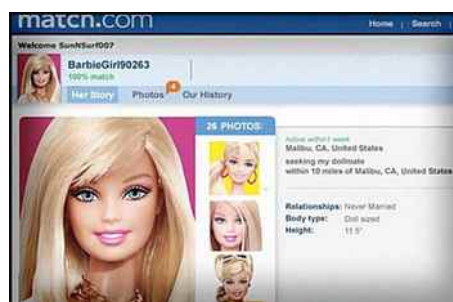 match.com
Home | Search |
Welcome SunNSurf007
BarbieGirl90263
100% match
Her Story Photos 4 Our History
26 PHOTOS:
Active within 1 week
Malibu, CA, United States
seeking my dollmate
within 10 miles of Malibu, CA, United States
Relationships: Never Married
Body type: Doll sized
Height: 11.5"